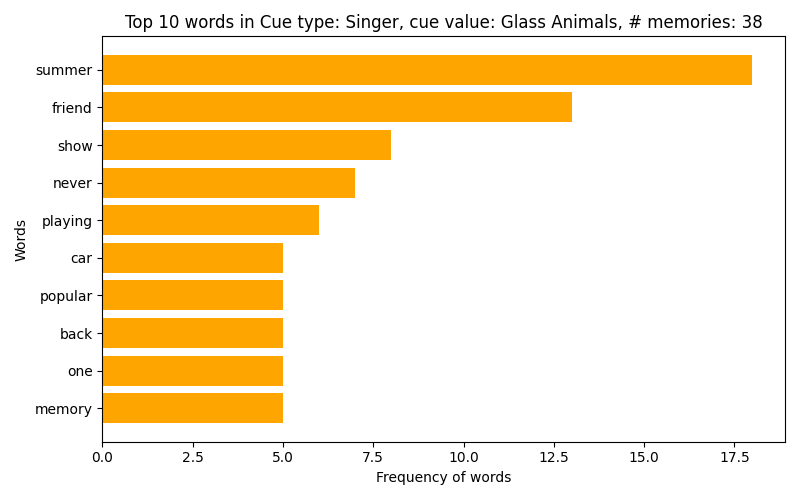 Top 10 words in Cue type: Singer, cue value: Glass Animals, # memories: 38
summer
friend
show
never
playing
car
popular
back
one
memory
Words
0.0 2.5 5.0 7.5 10.0 12.5 15.0 17.5
Frequency of words